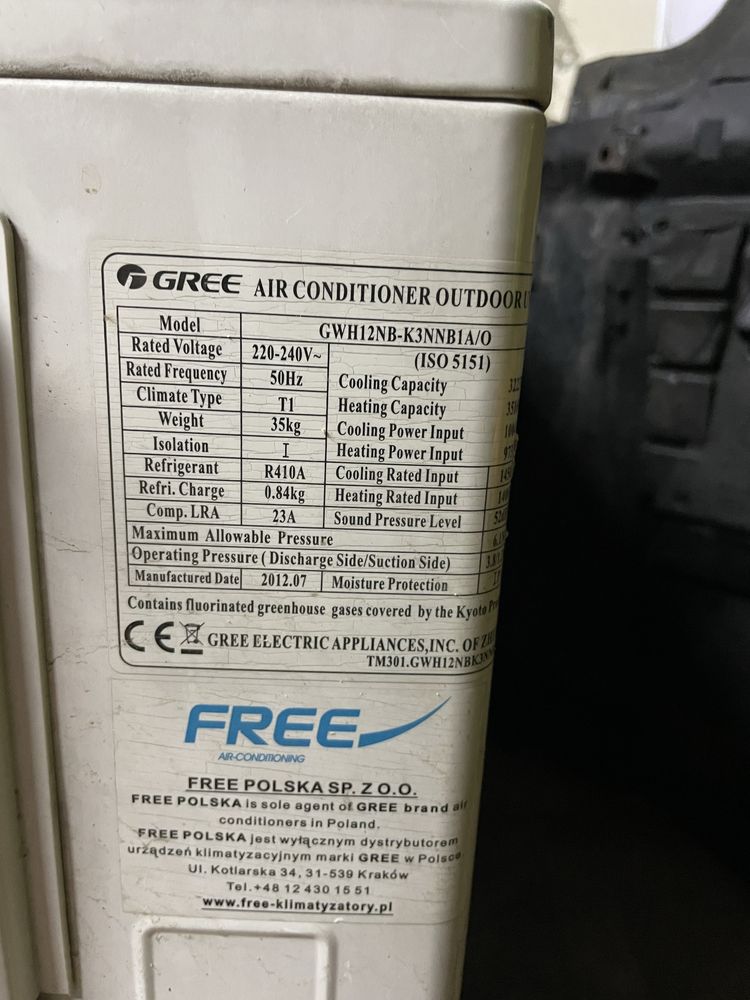 GREE AIR CONDITIONER OUTDOOR
Model GWH12NB-K3NNB1A/O
Rated Voltage 220-240V~ (ISO 5151)
Rated Frequency 50Hz Cooling Capacity
Climate Type T1 Heating Capacity
Weight 35kg Cooling Power Input
Isolation I Heating Power Input
Refrigerant R410A Cooling Rated Input
Refri. Charge 0.84kg Heating Rated Input
Comp. LRA 23A Sound Pressure Level
Maximum Allowable Pressure
Operating Pressure (Discharge Side/Suction Side)
Manufactured Date 2012.07 Moisture Protection
Contains fluorinated greenhouse gases covered by the Kyoto
CE GREE ELECTRIC APPLIANCES,INC. OF
TM301.GWH12NBK3NN
FREE
AIR-CONDITIONING
FREE POLSKA SP. Z O.O.
FREE POLSKA is sole agent of GREE brand air
conditioners in Poland.
FREE POLSKA jest wyłącznym dystrybutorem
urządzeń klimatyzacyjnym marki GREE w Polsce
Ul. Kotlarska 34, 31-539 Kraków
Tel.+48 12 430 15 51
www.free-klimatyzatory.pl